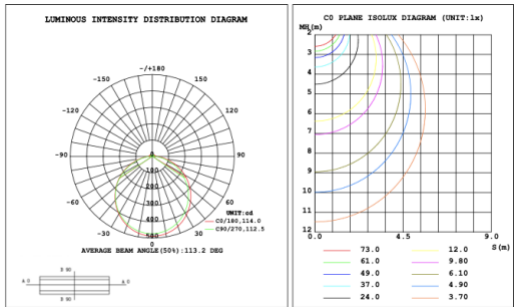 LUMINOUS INTENSITY DISTRIBUTION DIAGRAM
-/+180
-150 150
-120 120
-90 0 90
100
200
-60 300 60
400
-30 500 30
0
UNIT:cd
C0/180,114.0
C90/270,112.5
AVERAGE BEAM ANGLE(50%):113.2 DEG
C0 PLANE ISOLUX DIAGRAM (UNIT:lx)
MH(m)
2
3
4
5
6
7
8
9
10
11
12
0.0 4.5 9.0
S(m)
73.0 12.0
61.0 9.80
49.0 6.10
37.0 4.90
24.0 3.70